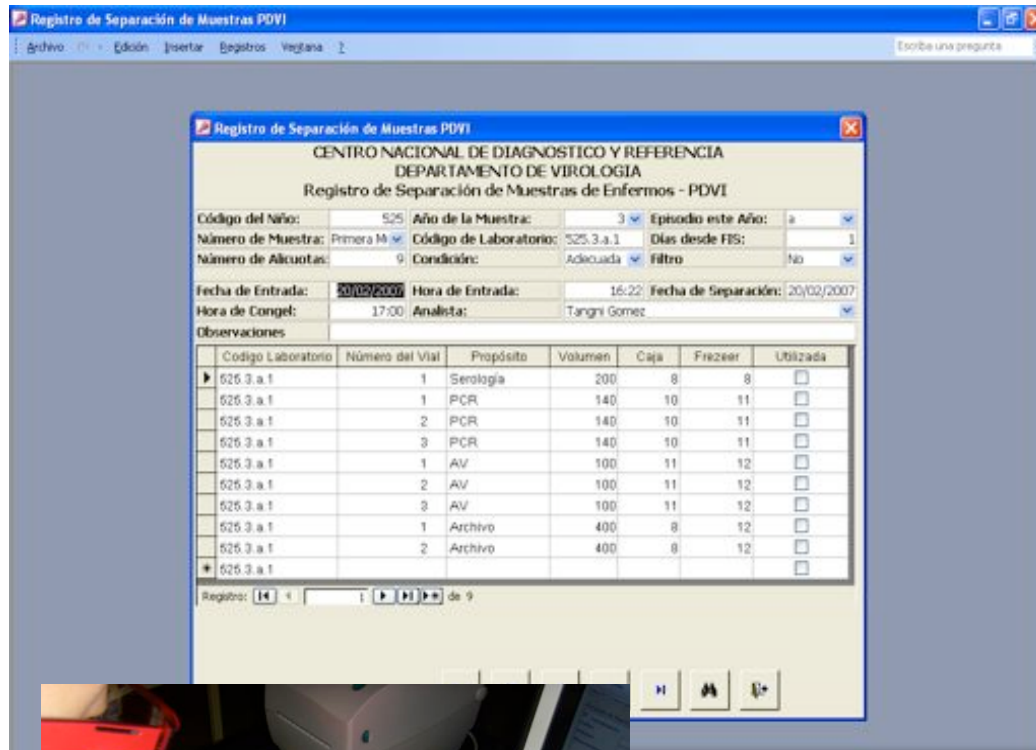 Registro de Separación de Muestras PDVI
Archivo Edición Insertar Registros Ventana ? Escriba una pregunta
Registro de Separación de Muestras PDVI
CENTRO NACIONAL DE DIAGNOSTICO Y REFERENCIA
DEPARTAMENTO DE VIROLOGIA
Registro de Separación de Muestras de Enfermos - PDVI
Código del Niño: 525 Año de la Muestra: 3 Episodio este Año: a
Número de Muestra: Primera M Código de Laboratorio: 525.3.a.1 Dias desde FIS: 1
Número de Alicuotas: 9 Condición: Adecuada Filtro No
Fecha de Entrada: 20/02/2007 Hora de Entrada: 16:22 Fecha de Separación: 20/02/2007
Hora de Congel: 17:00 Analista: Tangni Gomez
Observaciones
Codigo Laboratorio Número del Vial Propósito Volumen Caja Frezeer Utilizada
525.3.a.1 1 Serología 200 8 8
525.3.a.1 1 PCR 140 10 11
525.3.a.1 2 PCR 140 10 11
525.3.a.1 3 PCR 140 10 11
525.3.a.1 1 AV 100 11 12
525.3.a.1 2 AV 100 11 12
525.3.a.1 3 AV 100 11 12
525.3.a.1 1 Archivo 400 8 12
525.3.a.1 2 Archivo 400 8 12
525.3.a.1
Registro: 1 de 9